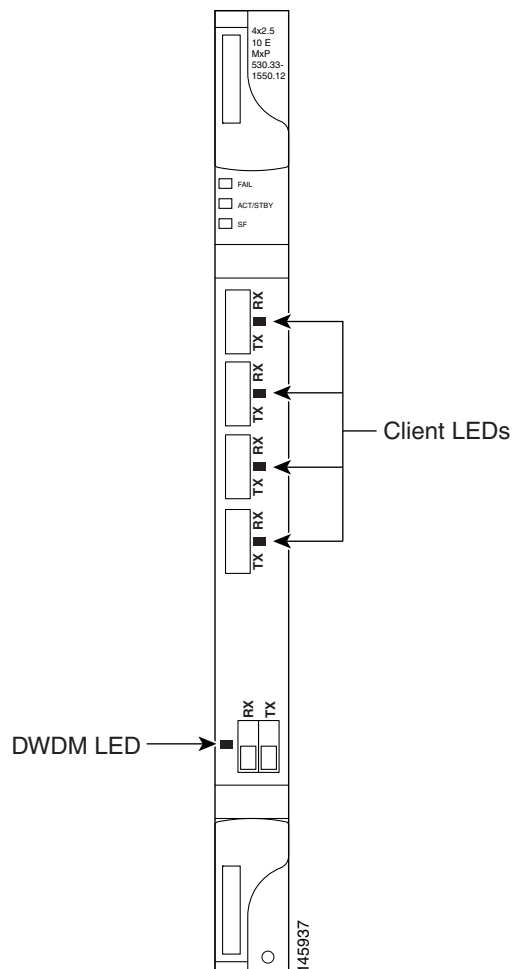 4x2.5
10 E
MxP
530.33-
1550.12
FAIL
ACT/STBY
SF
RX
TX
RX
TX
RX
TX
RX
TX
Client LEDs
RX
TX
DWDM LED
145937